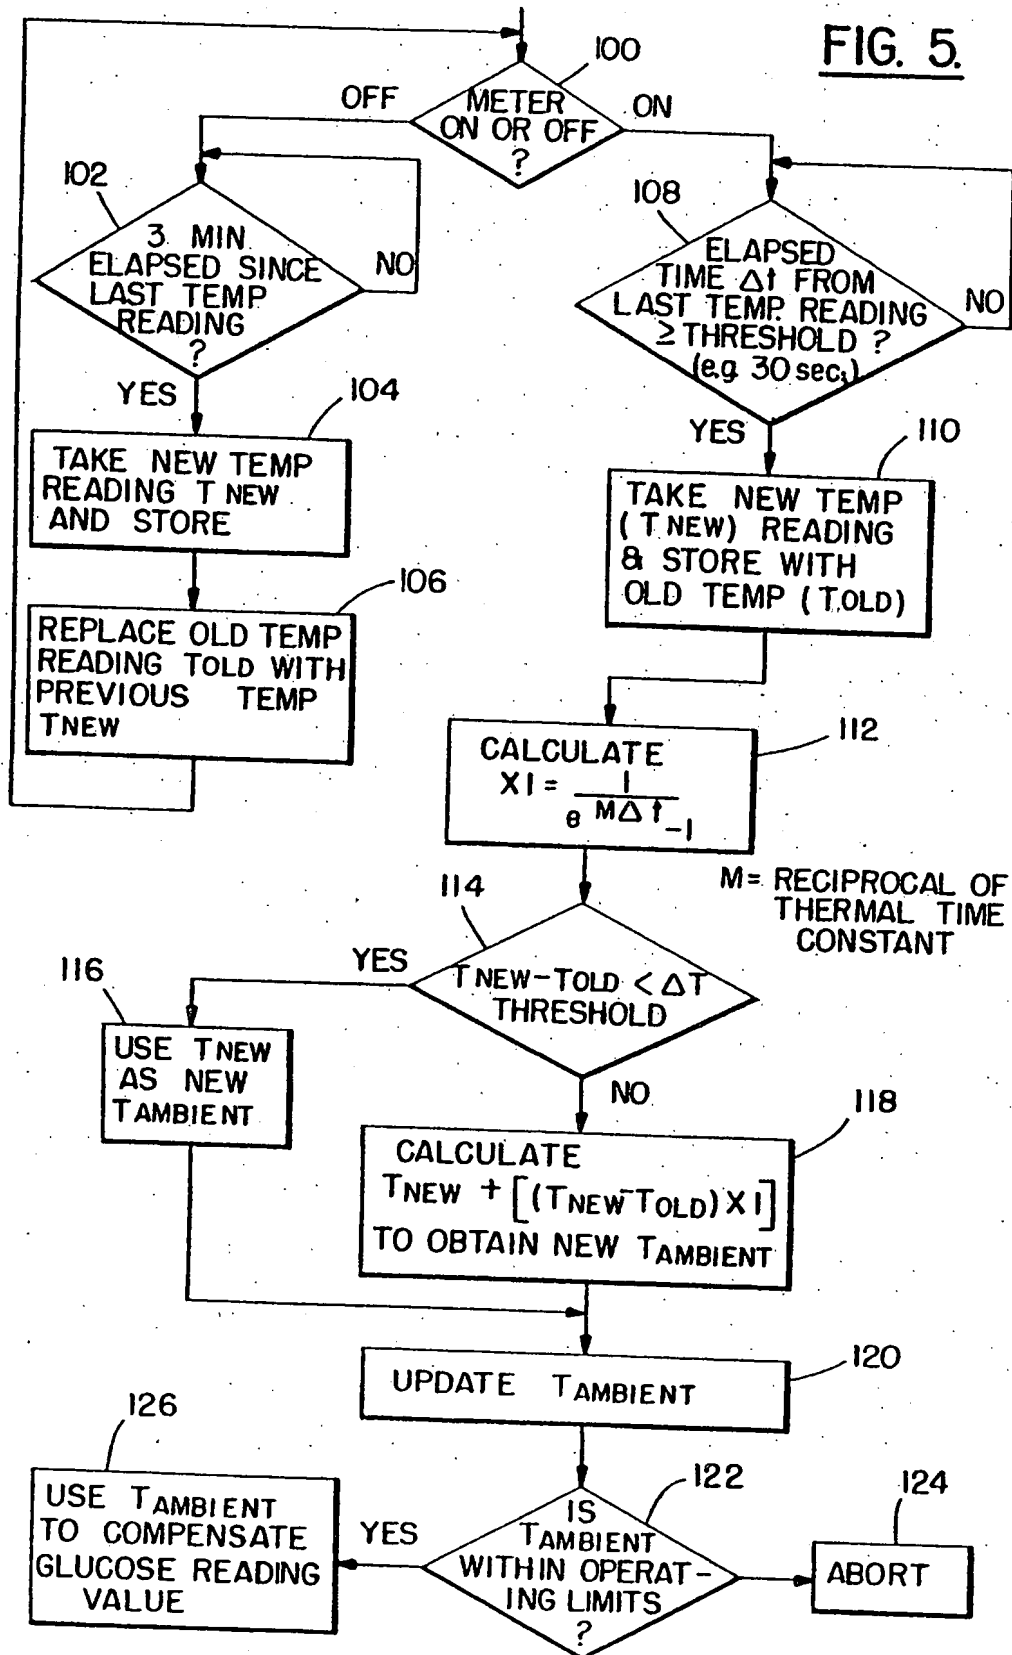 FIG. 5.
100
METER
ON OR OFF
?
OFF
ON
102
3 MIN
ELAPSED SINCE
LAST TEMP
READING
?
NO
YES
104
TAKE NEW TEMP
READING TNEW
AND STORE
106
REPLACE OLD TEMP
READING TOLD WITH
PREVIOUS TEMP
TNEW
108
ELAPSED
TIME Δt FROM
LAST TEMP. READING
≥ THRESHOLD ?
(e.g. 30 sec.)
NO
YES
110
TAKE NEW TEMP
(TNEW) READING
& STORE WITH
OLD TEMP (TOLD)
112
CALCULATE
X1 = 1
e MΔt -1
M= RECIPROCAL OF
THERMAL TIME
CONSTANT
114
TNEW-TOLD < ΔT
THRESHOLD
YES
NO
116
USE TNEW
AS NEW
TAMBIENT
118
CALCULATE
TNEW + [(TNEW-TOLD) X1]
TO OBTAIN NEW TAMBIENT
120
UPDATE TAMBIENT
122
IS
TAMBIENT
WITHIN OPERAT-
ING LIMITS
?
YES
124
ABORT
126
USE TAMBIENT
TO COMPENSATE
GLUCOSE READING
VALUE